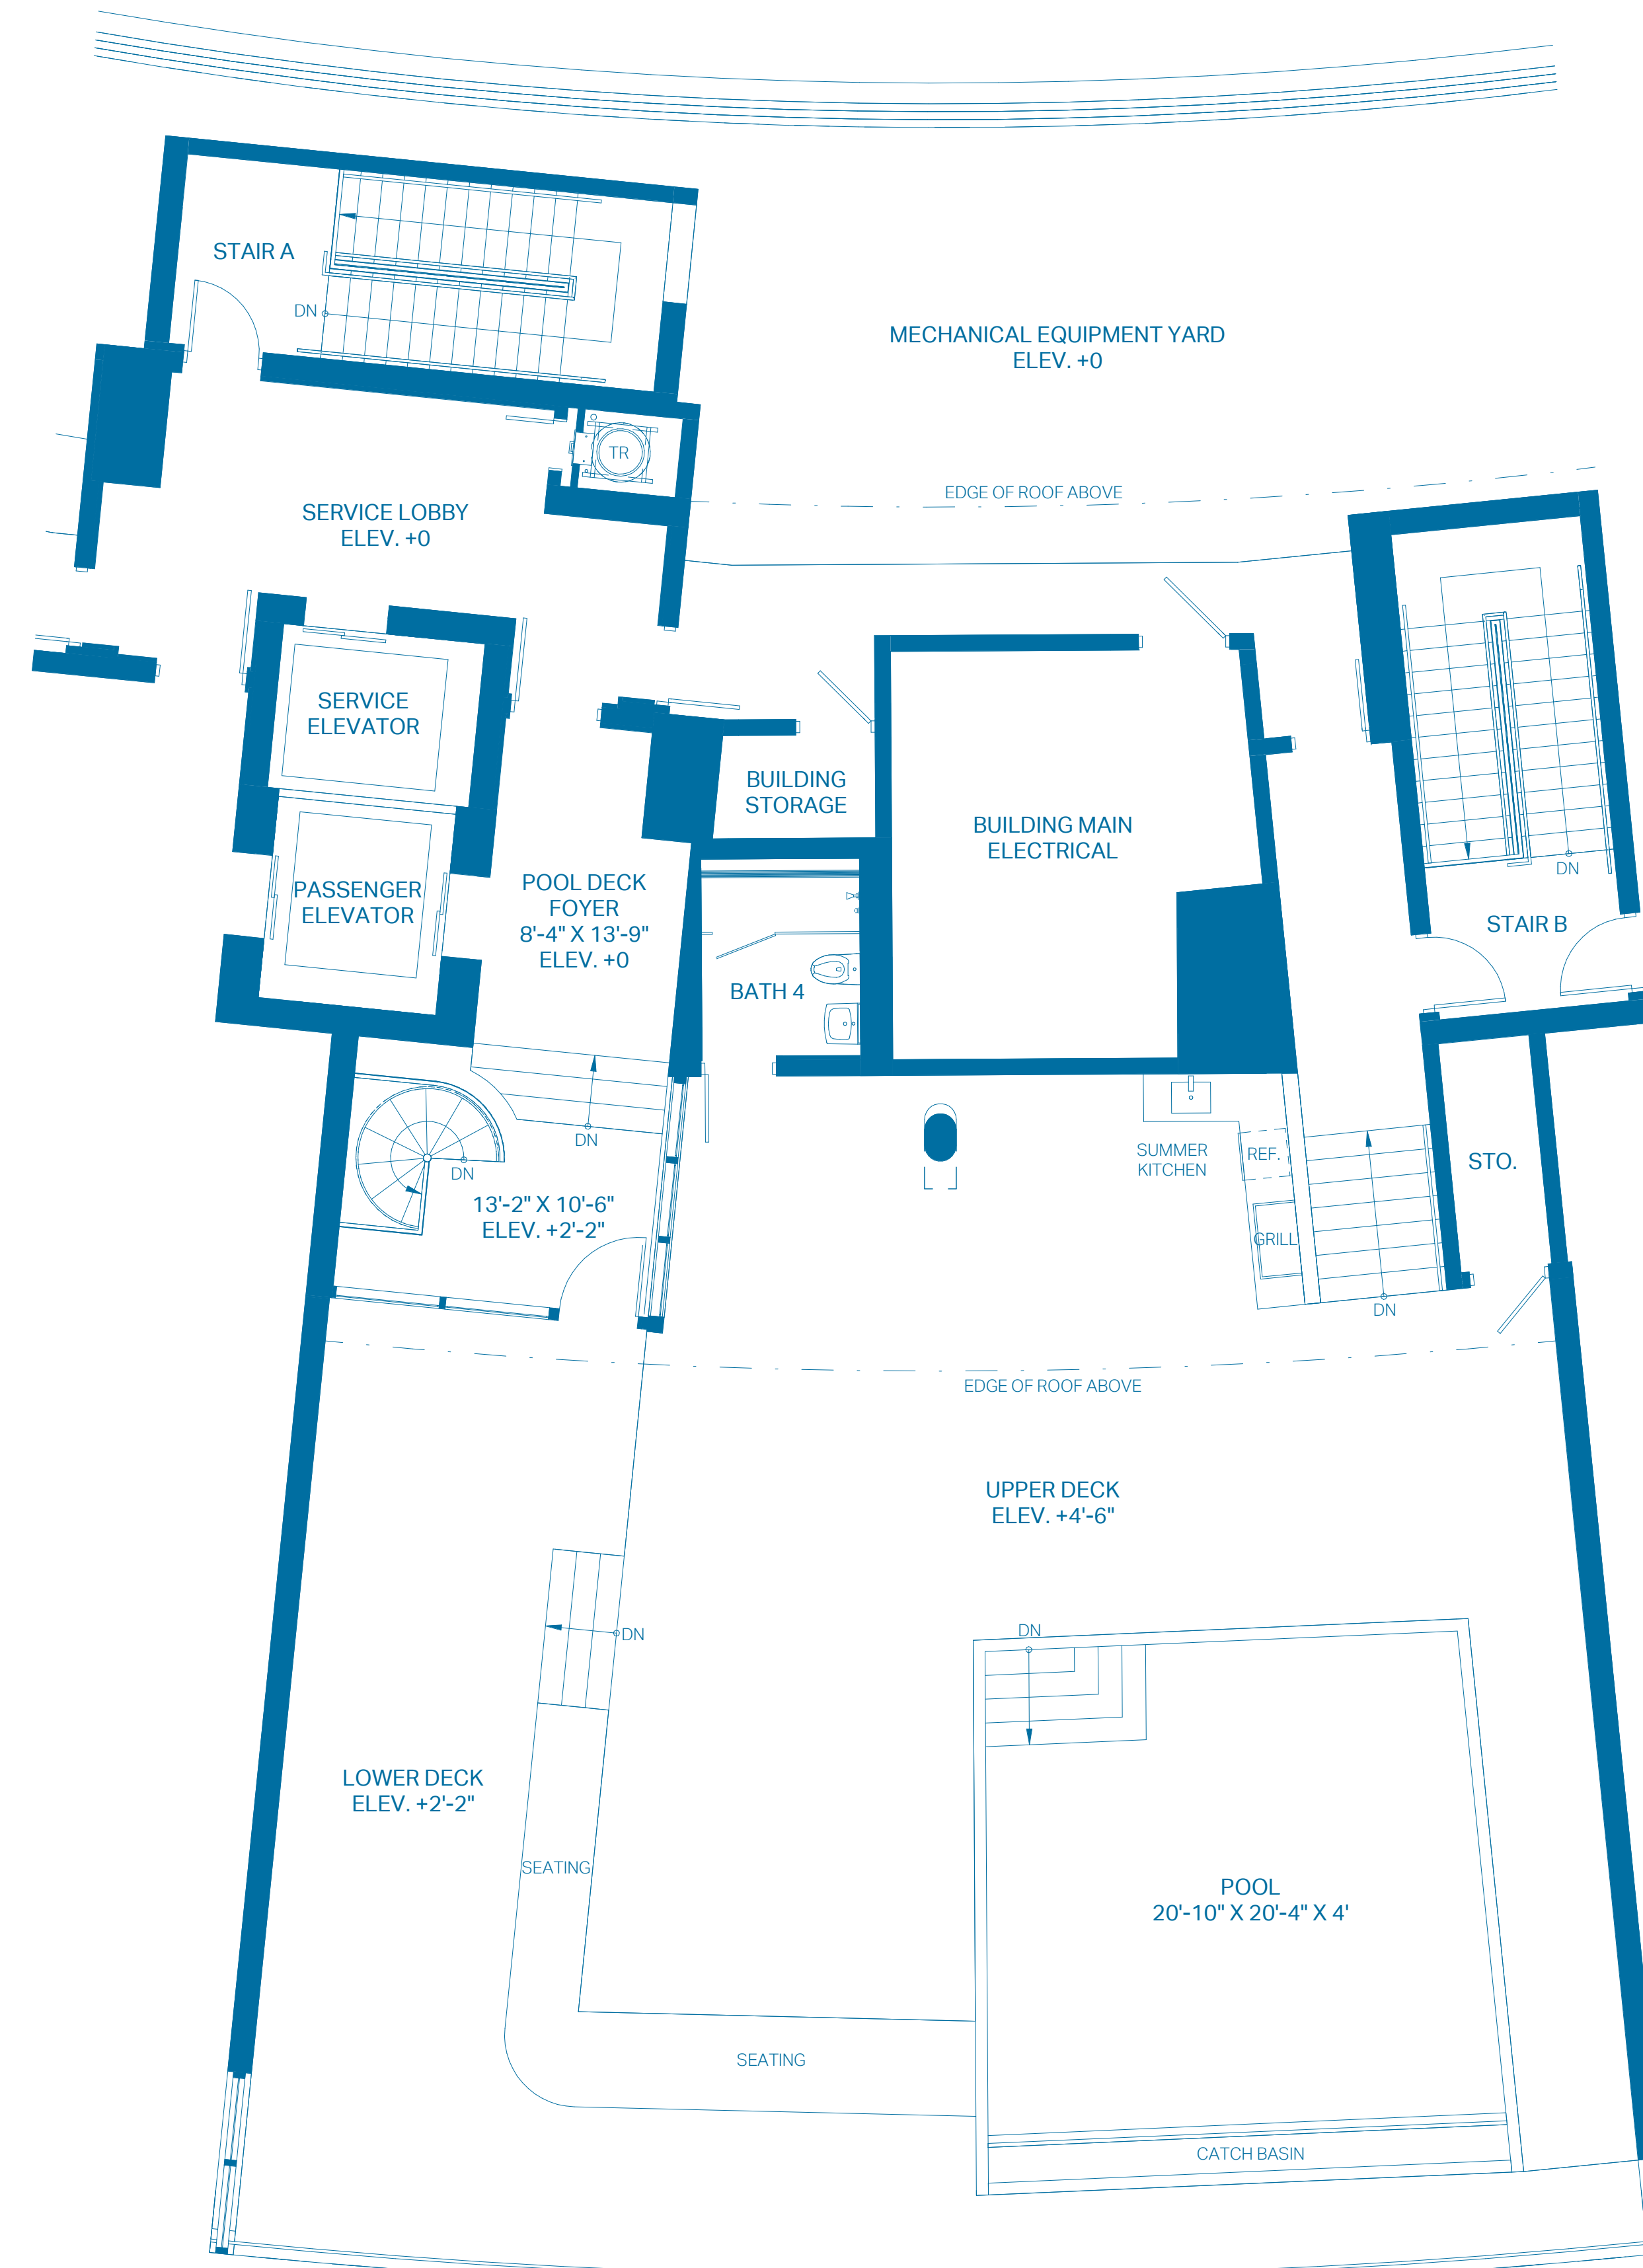 STAIR A
DN
MECHANICAL EQUIPMENT YARD
ELEV. +0
TR
EDGE OF ROOF ABOVE
SERVICE LOBBY
ELEV. +0
SERVICE
ELEVATOR
BUILDING
STORAGE
BUILDING MAIN
ELECTRICAL
DN
STAIR B
PASSENGER
ELEVATOR
POOL DECK
FOYER
8'-4" X 13'-9"
ELEV. +0
BATH 4
DN
DN
SUMMER
KITCHEN
REF.
STO.
13'-2" X 10'-6"
ELEV. +2'-2"
GRILL
DN
EDGE OF ROOF ABOVE
UPPER DECK
ELEV. +4'-6"
DN
DN
LOWER DECK
ELEV. +2'-2"
SEATING
POOL
20'-10" X 20'-4" X 4'
SEATING
CATCH BASIN